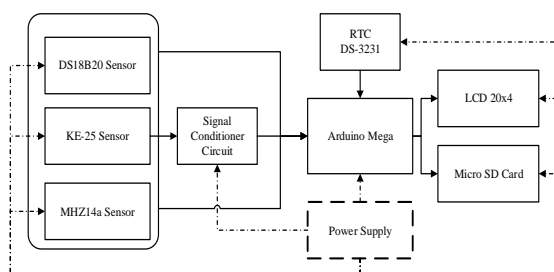 RTC
DS-3231
DS18B20 Sensor
LCD 20x4
KE-25 Sensor
Signal
Conditioner
Circuit
Arduino Mega
Micro SD Card
MHZ14a Sensor
Power Supply